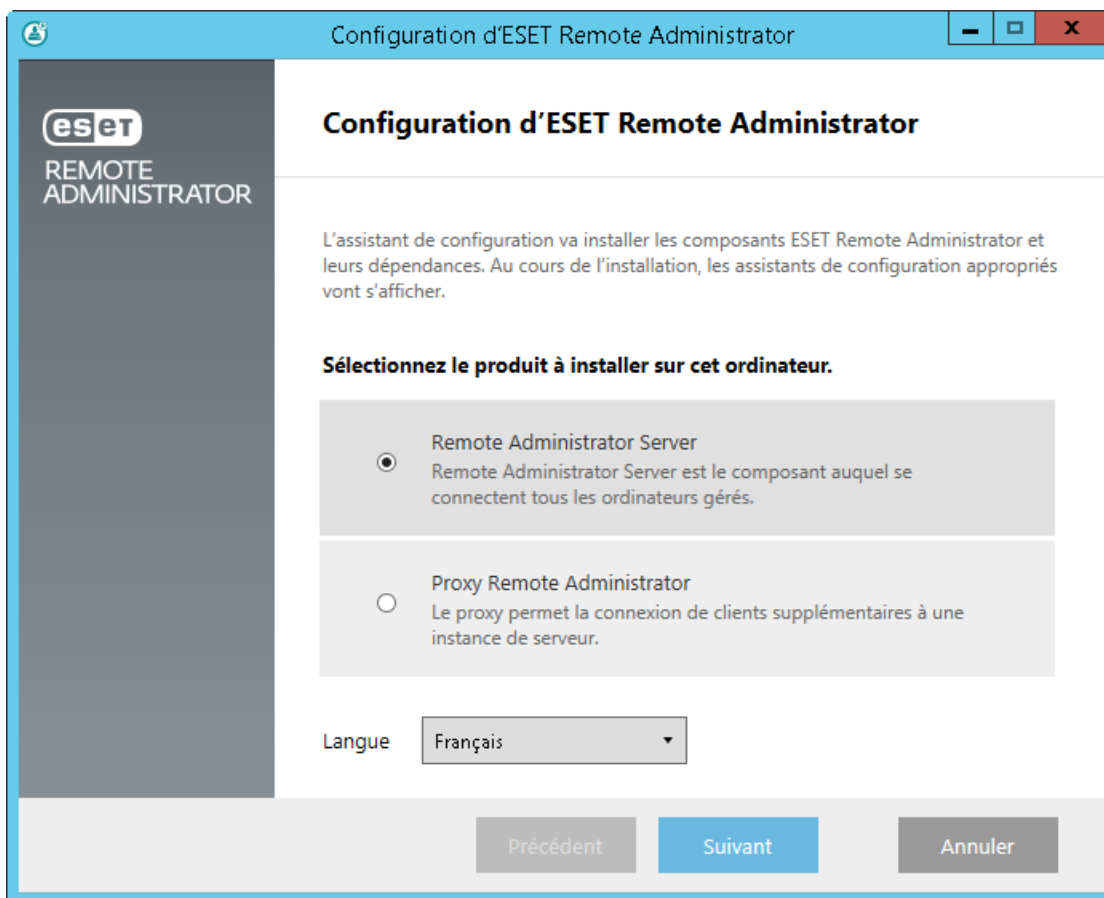 Configuration d’ESET Remote Administrator
eset
REMOTE
ADMINISTRATOR
Configuration d’ESET Remote Administrator
L’assistant de configuration va installer les composants ESET Remote Administrator et
leurs dépendances. Au cours de l’installation, les assistants de configuration appropriés
vont s’afficher.
Sélectionnez le produit à installer sur cet ordinateur.
Remote Administrator Server
Remote Administrator Server est le composant auquel se
connectent tous les ordinateurs gérés.
Proxy Remote Administrator
Le proxy permet la connexion de clients supplémentaires à une
instance de serveur.
Langue Français
Précédent Suivant Annuler